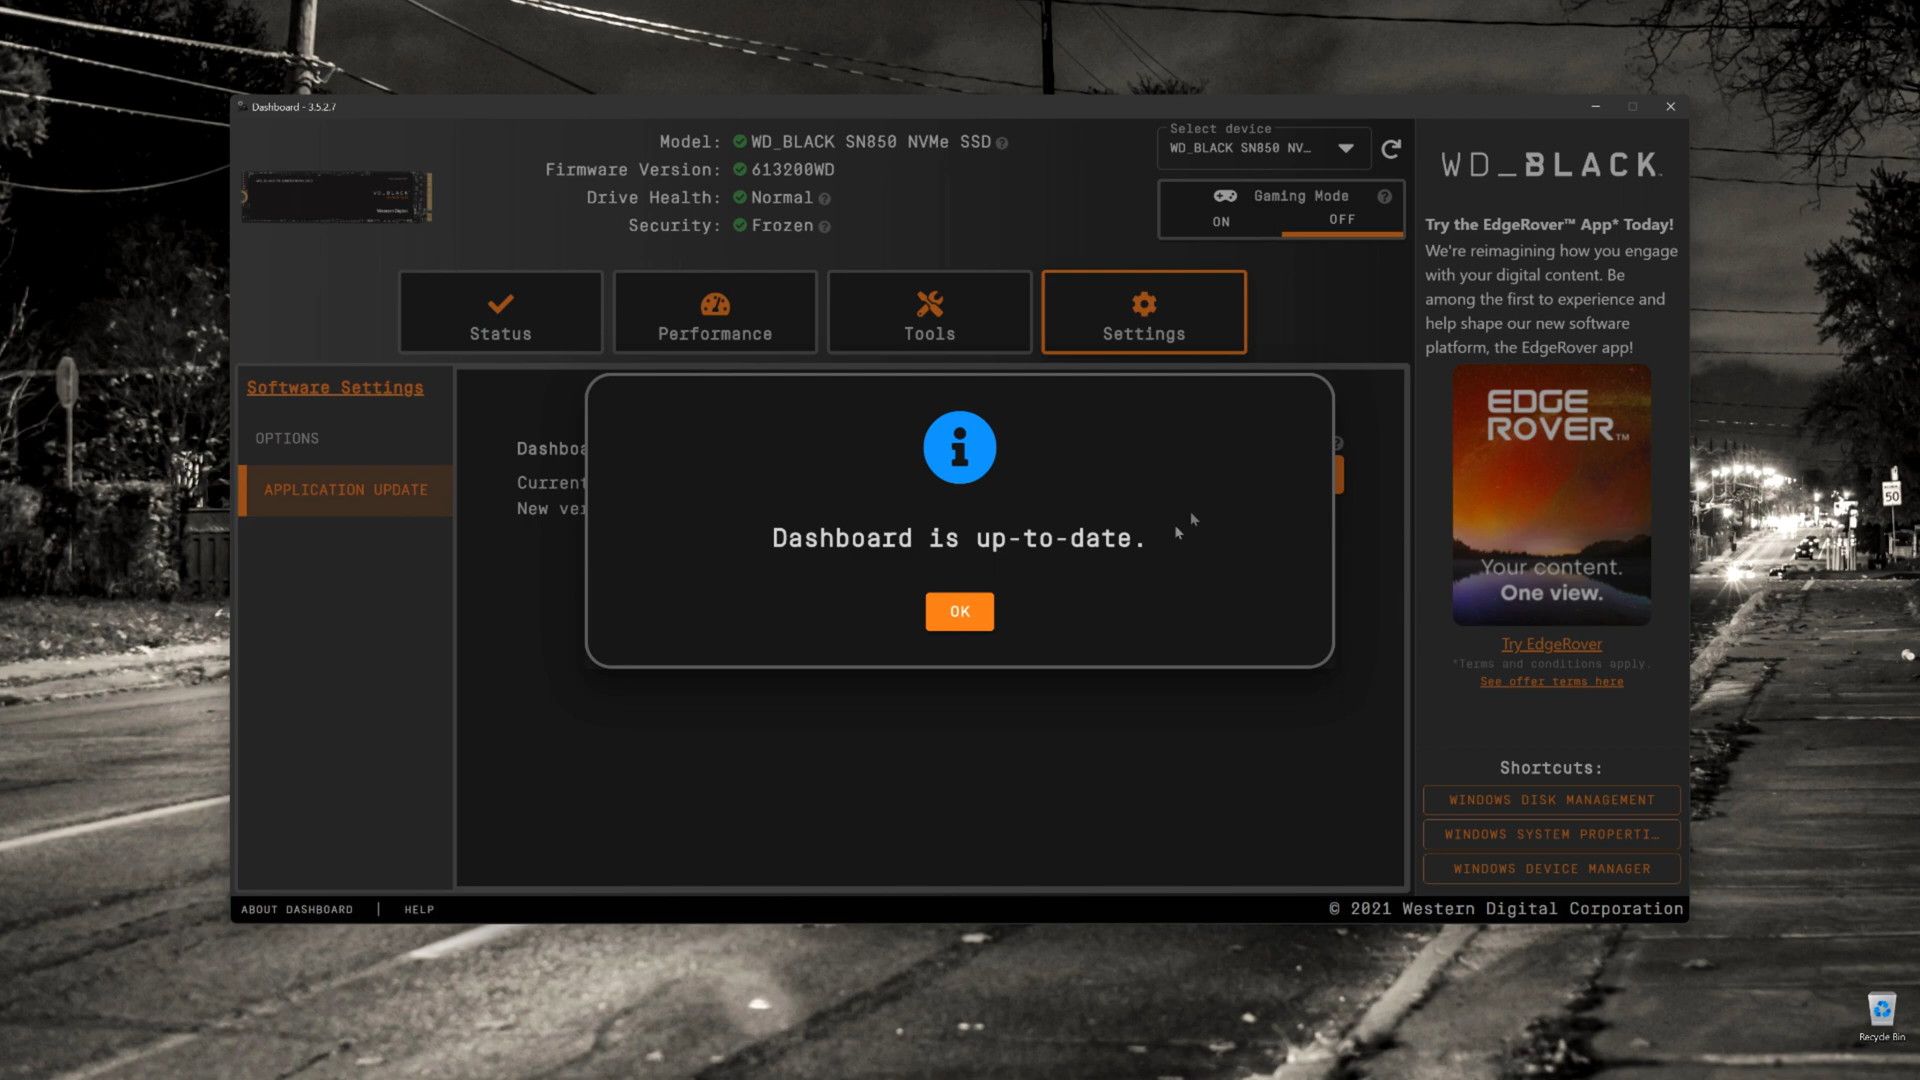 Dashboard - 3.5.2.7
Model: WD_BLACK SN850 NVMe SSD
Firmware Version: 613200WD
Drive Health: Normal
Security: Frozen
Select device
WD_BLACK SN850 NV...
Gaming Mode
ON
OFF
Status
Performance
Tools
Settings
Software Settings
OPTIONS
APPLICATION UPDATE
Dashboa
Current
New ve
Dashboard is up-to-date.
OK
WD_BLACK
Try the EdgeRover™ App* Today!
We're reimagining how you engage
with your digital content. Be
among the first to experience and
help shape our new software
platform, the EdgeRover app!
EDGE
ROVER™
Your content.
One view.
Try EdgeRover
*Terms and conditions apply.
See offer terms here
Shortcuts:
WINDOWS DISK MANAGEMENT
WINDOWS SYSTEM PROPERTI…
WINDOWS DEVICE MANAGER
ABOUT DASHBOARD | HELP
© 2021 Western Digital Corporation
50
Recycle Bin